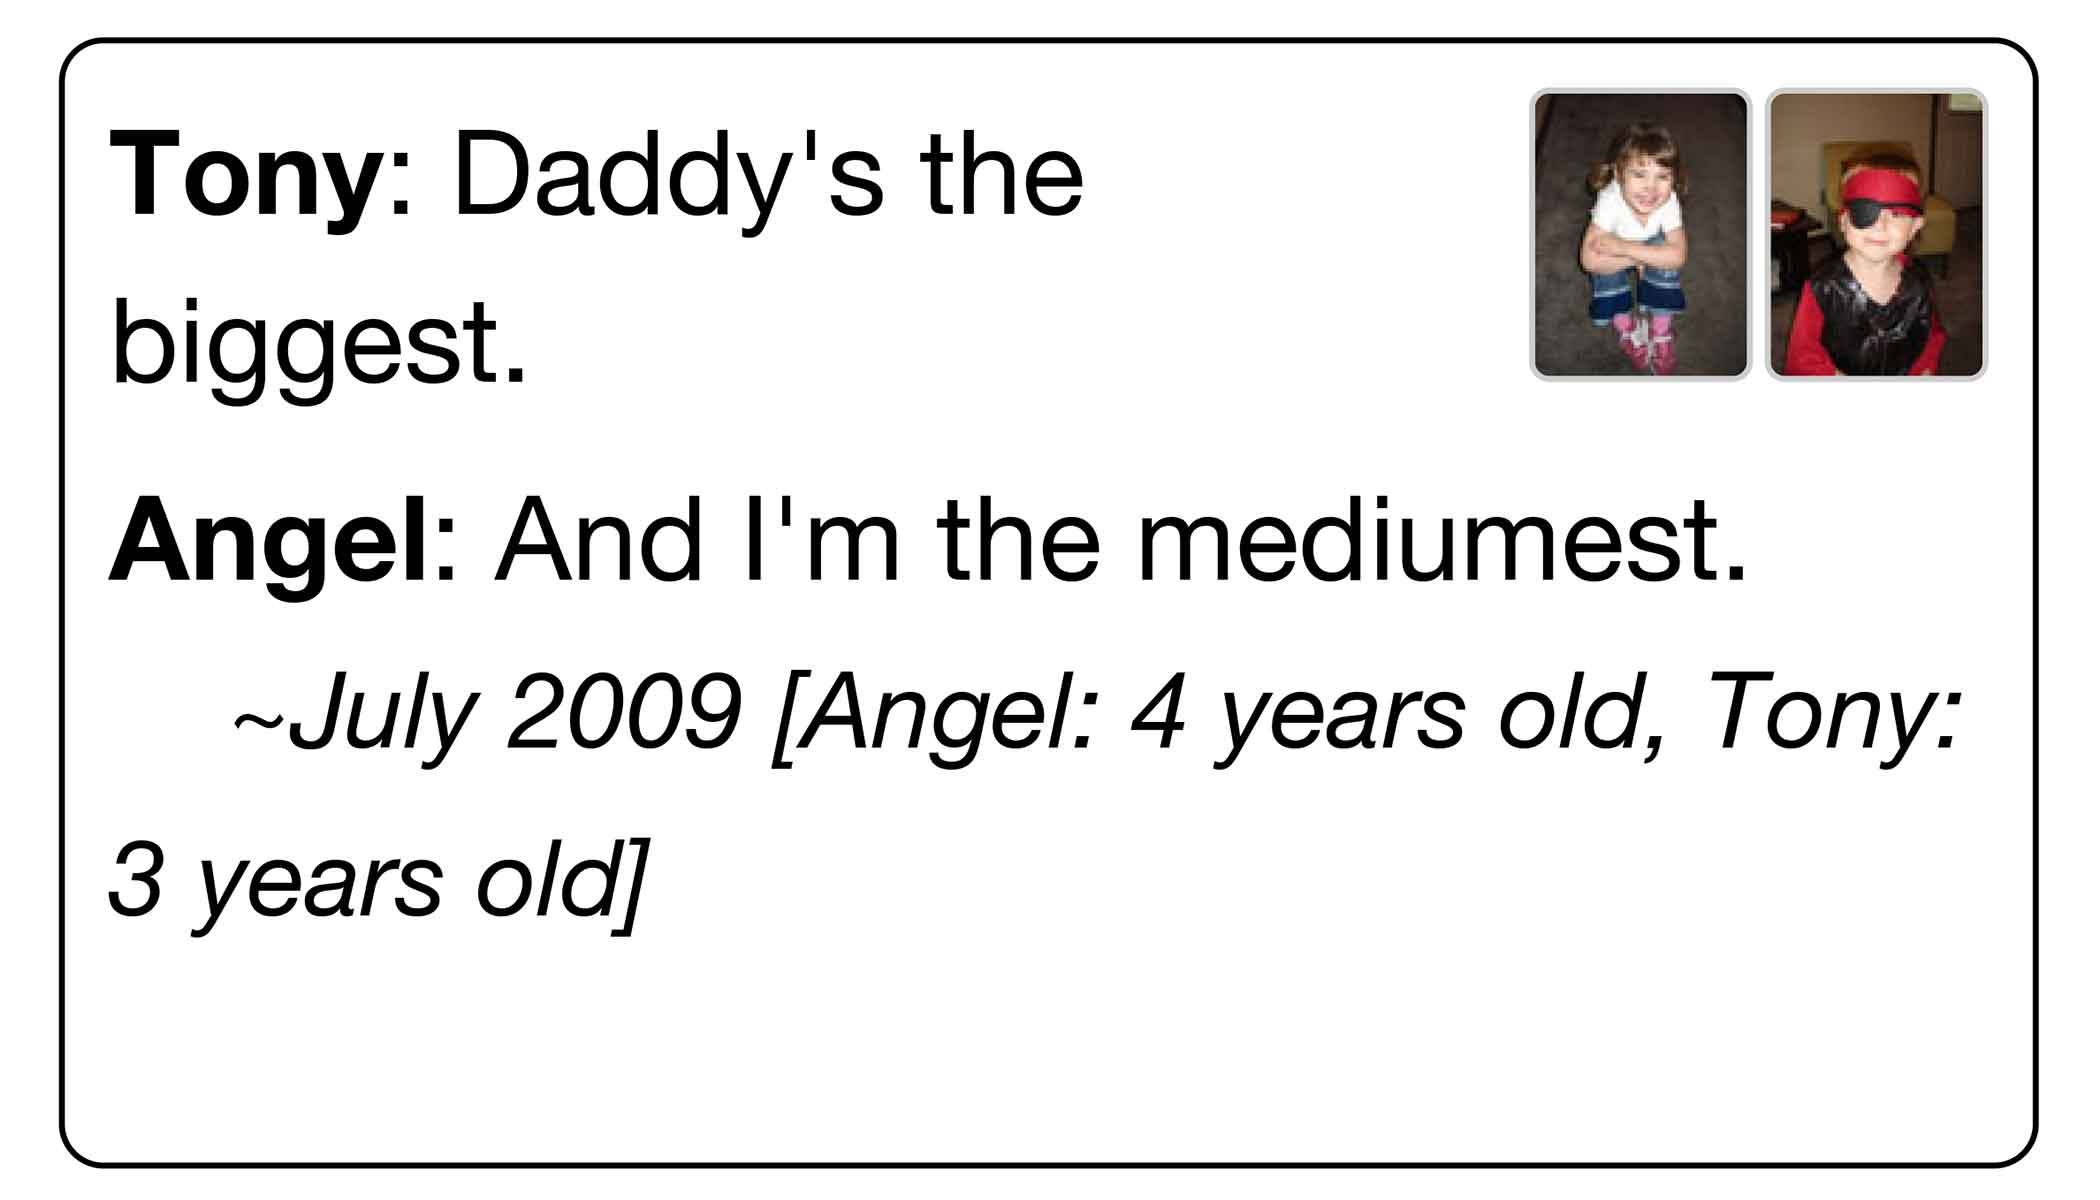 Tony: Daddy's the
biggest.
Angel: And I'm the mediumest.
~July 2009 [Angel: 4 years old, Tony:
3 years old]